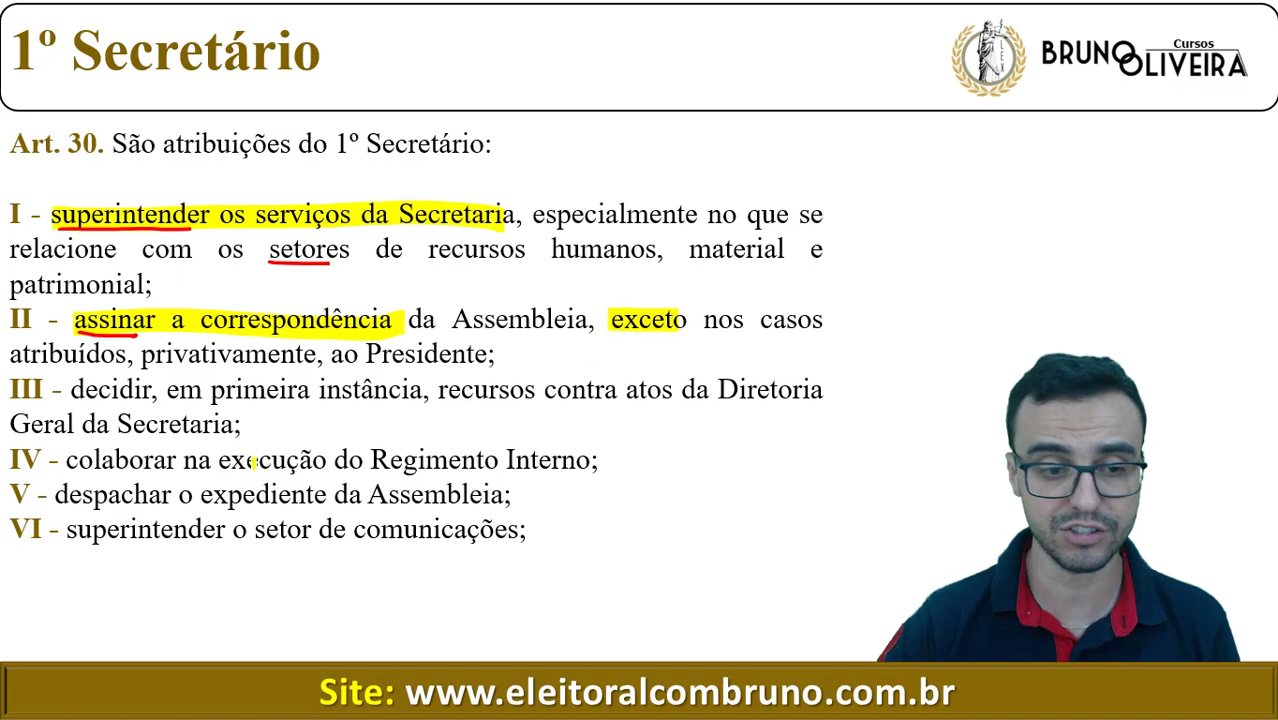 1º Secretário
Cursos
BRUNO
OLIVEIRA
LEX
Art. 30. São atribuições do 1º Secretário:
I - superintender os serviços da Secretaria, especialmente no que se
relacione com os setores de recursos humanos, material e
patrimonial;
II - assinar a correspondência da Assembleia, exceto nos casos
atribuídos, privativamente, ao Presidente;
III - decidir, em primeira instância, recursos contra atos da Diretoria
Geral da Secretaria;
IV - colaborar na execução do Regimento Interno;
V - despachar o expediente da Assembleia;
VI - superintender o setor de comunicações;
Site: www.eleitoralcombruno.com.br